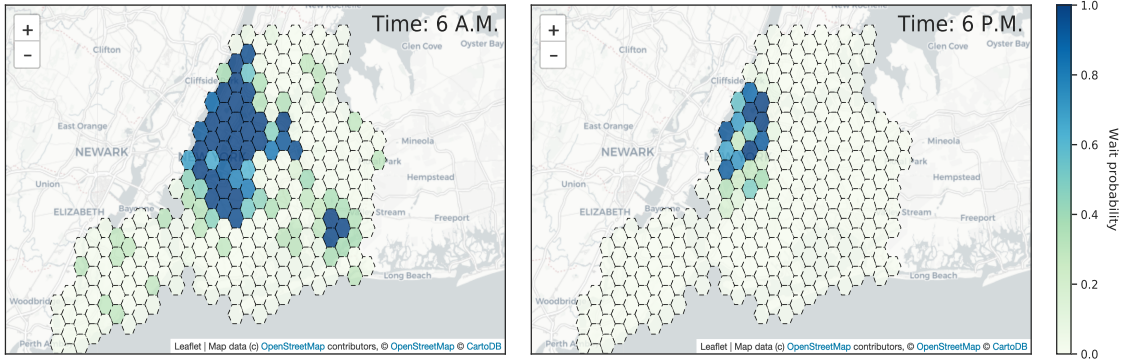 Time: 6 A.M.
+
−
Clifton
Glen Cove
Oyster Bay
Cliffside
East Orange
NEWARK
Mineola
Park
Hempstead
Union
ELIZABETH
Bayonne
Stream
Freeport
Long Beach
Woodbridge
Perth A
Leaflet | Map data (c) OpenStreetMap contributors, © OpenStreetMap © CartoDB
Time: 6 P.M.
+
−
Clifton
Glen Cove
Oyster Bay
Cliffside
East Orange
NEWARK
Mineola
Park
Hempstead
Union
ELIZABETH
Bayonne
Stream
Freeport
Long Beach
Woodbridge
Perth A
Leaflet | Map data (c) OpenStreetMap contributors, © OpenStreetMap © CartoDB
1.0
0.8
0.6
0.4
0.2
0.0
Wait probability